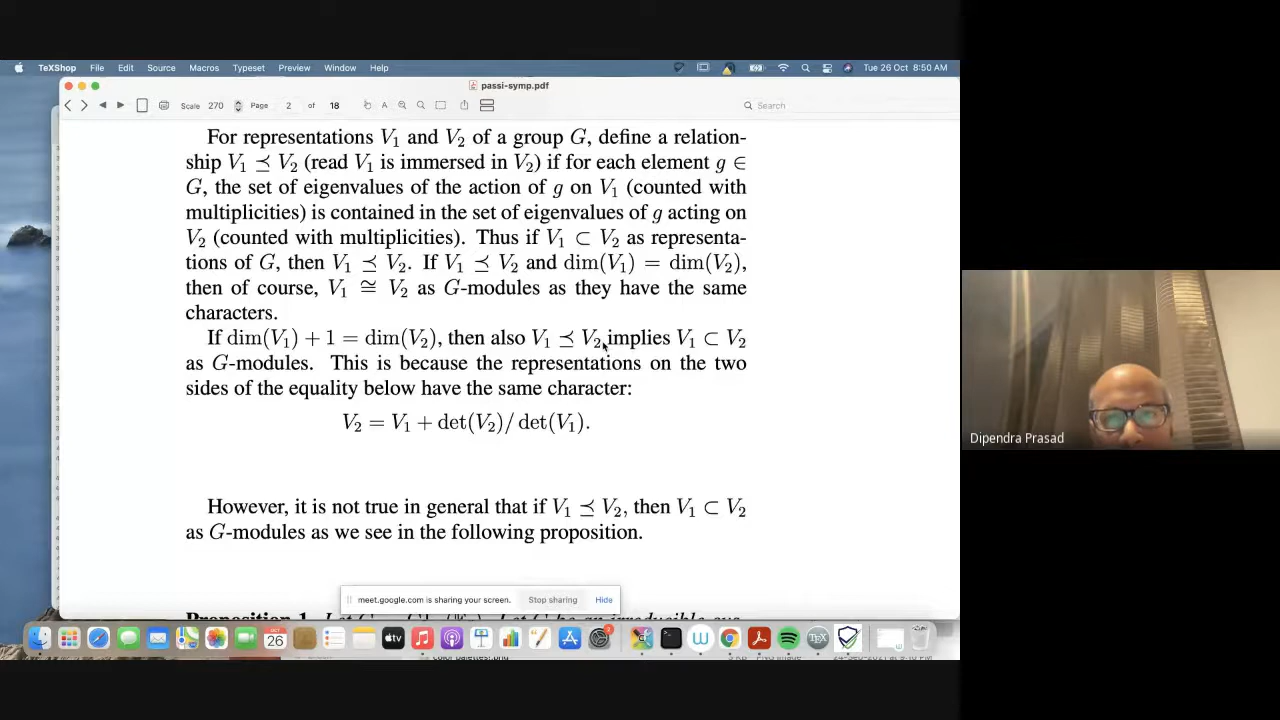 TeXShop File Edit Source Macros Typeset Preview Window Help Tue 26 Oct 8:50 AM
passi-symp.pdf
Scale 270 Page 2 of 18 Search
For representations V₁ and V₂ of a group G, define a relation-
ship V₁ ⪯ V₂ (read V₁ is immersed in V₂) if for each element g ∈
G, the set of eigenvalues of the action of g on V₁ (counted with
multiplicities) is contained in the set of eigenvalues of g acting on
V₂ (counted with multiplicities). Thus if V₁ ⊂ V₂ as representa-
tions of G, then V₁ ⪯ V₂. If V₁ ⪯ V₂ and dim(V₁) = dim(V₂),
then of course, V₁ ≅ V₂ as G-modules as they have the same
characters.
If dim(V₁) + 1 = dim(V₂), then also V₁ ⪯ V₂ implies V₁ ⊂ V₂
as G-modules. This is because the representations on the two
sides of the equality below have the same character:
V₂ = V₁ + det(V₂)/ det(V₁).
However, it is not true in general that if V₁ ⪯ V₂, then V₁ ⊂ V₂
as G-modules as we see in the following proposition.
meet.google.com is sharing your screen. Stop sharing Hide
Proposition 1
Dipendra Prasad